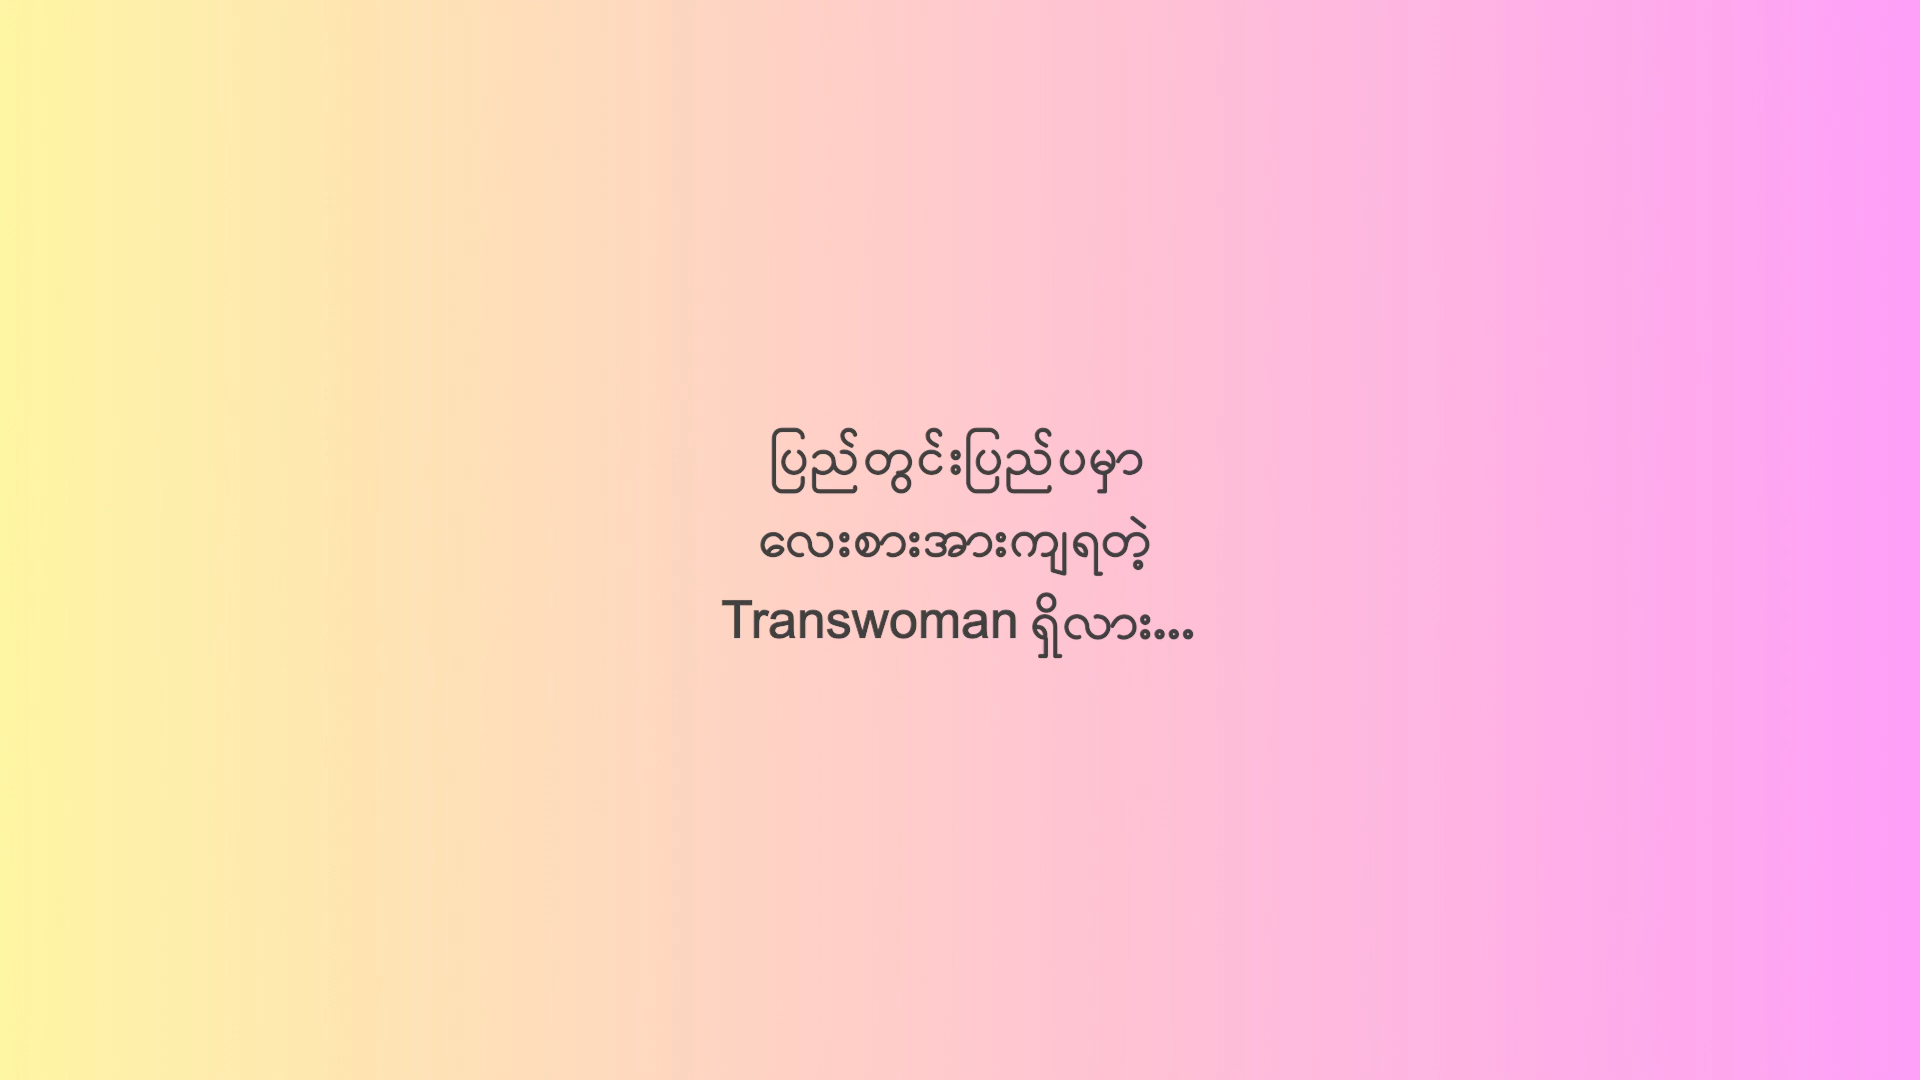 ပြည်တွင်းပြည်ပမှာ
လေးစားအားကျရတဲ့
Transwoman ရှိလား...